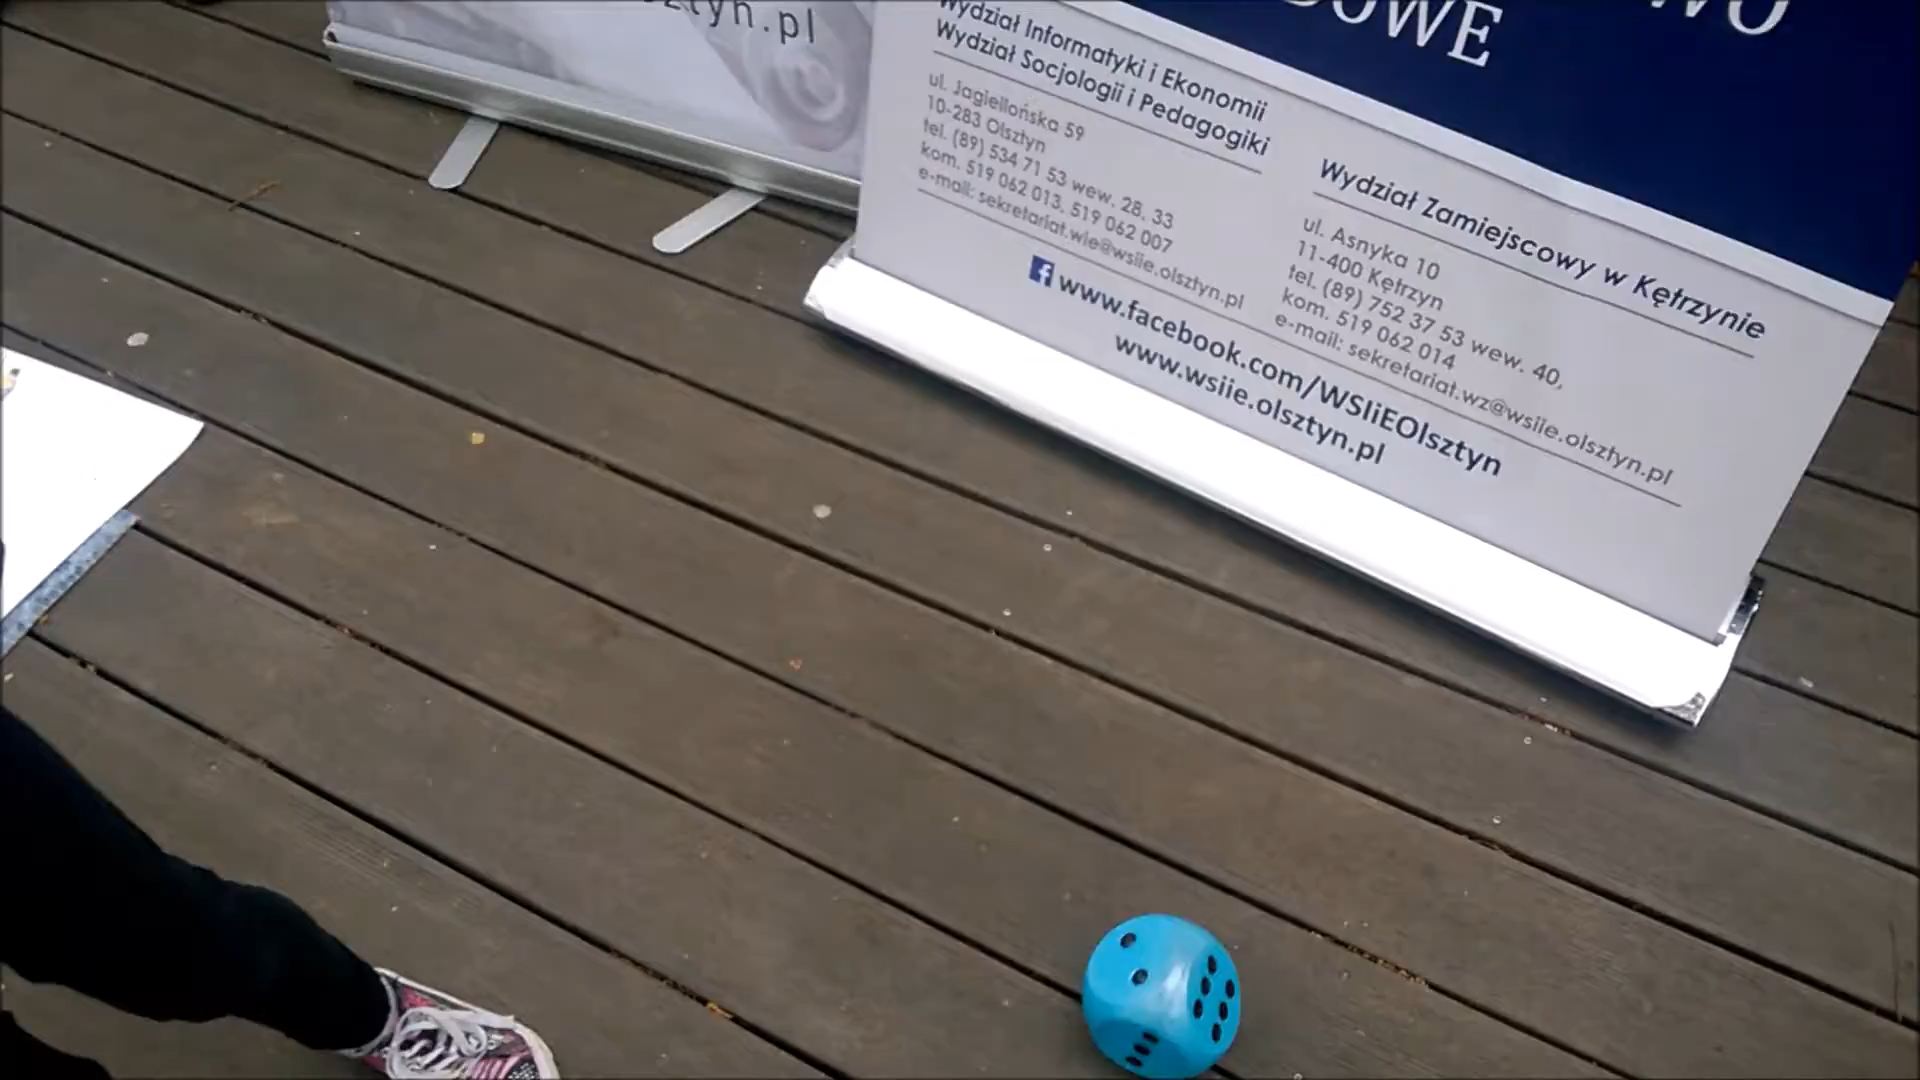 sztyn.pl
Wydział Informatyki i Ekonomii
Wydział Socjologii i Pedagogiki
ul. Jagiellońska 59
10-283 Olsztyn
tel. (89) 534 71 53 wew. 28, 33
kom. 519 062 013, 519 062 007
e-mail: sekretariat.wie@wsiie.olsztyn.pl
Wydział Zamiejscowy w Kętrzynie
ul. Asnyka 10
11-400 Kętrzyn
tel. (89) 752 37 53 wew. 40,
kom. 519 062 014
e-mail: sekretariat.wz@wsiie.olsztyn.pl
www.facebook.com/WSIiEOlsztyn
www.wsiie.olsztyn.pl